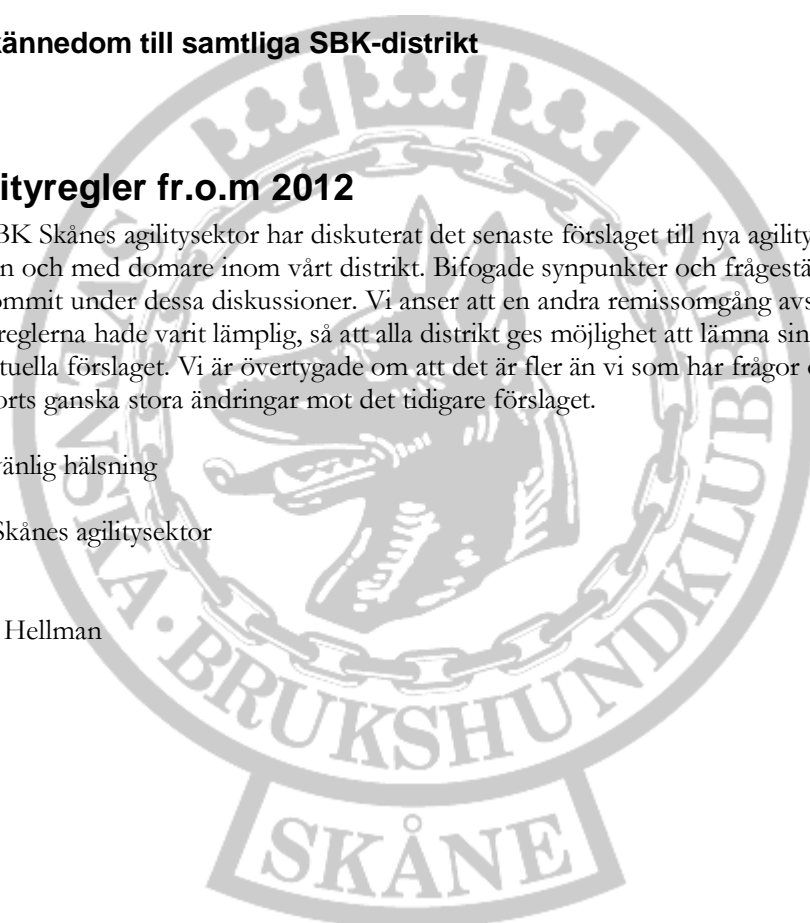 kännedom till samtliga SBK-distrikt
ityregler fr.o.m 2012
BK Skånes agilitysektor har diskuterat det senaste förslaget till nya agility
n och med domare inom vårt distrikt. Bifogade synpunkter och frågestä
ommit under dessa diskussioner. Vi anser att en andra remissomgång avs
reglerna hade varit lämplig, så att alla distrikt ges möjlighet att lämna sin
tuella förslaget. Vi är övertygade om att det är fler än vi som har frågor
orts ganska stora ändringar mot det tidigare förslaget.
vänlig hälsning
Skånes agilitysektor
Hellman
SVENSKA BRUKSHUNDKLUBBEN
SKÅNE